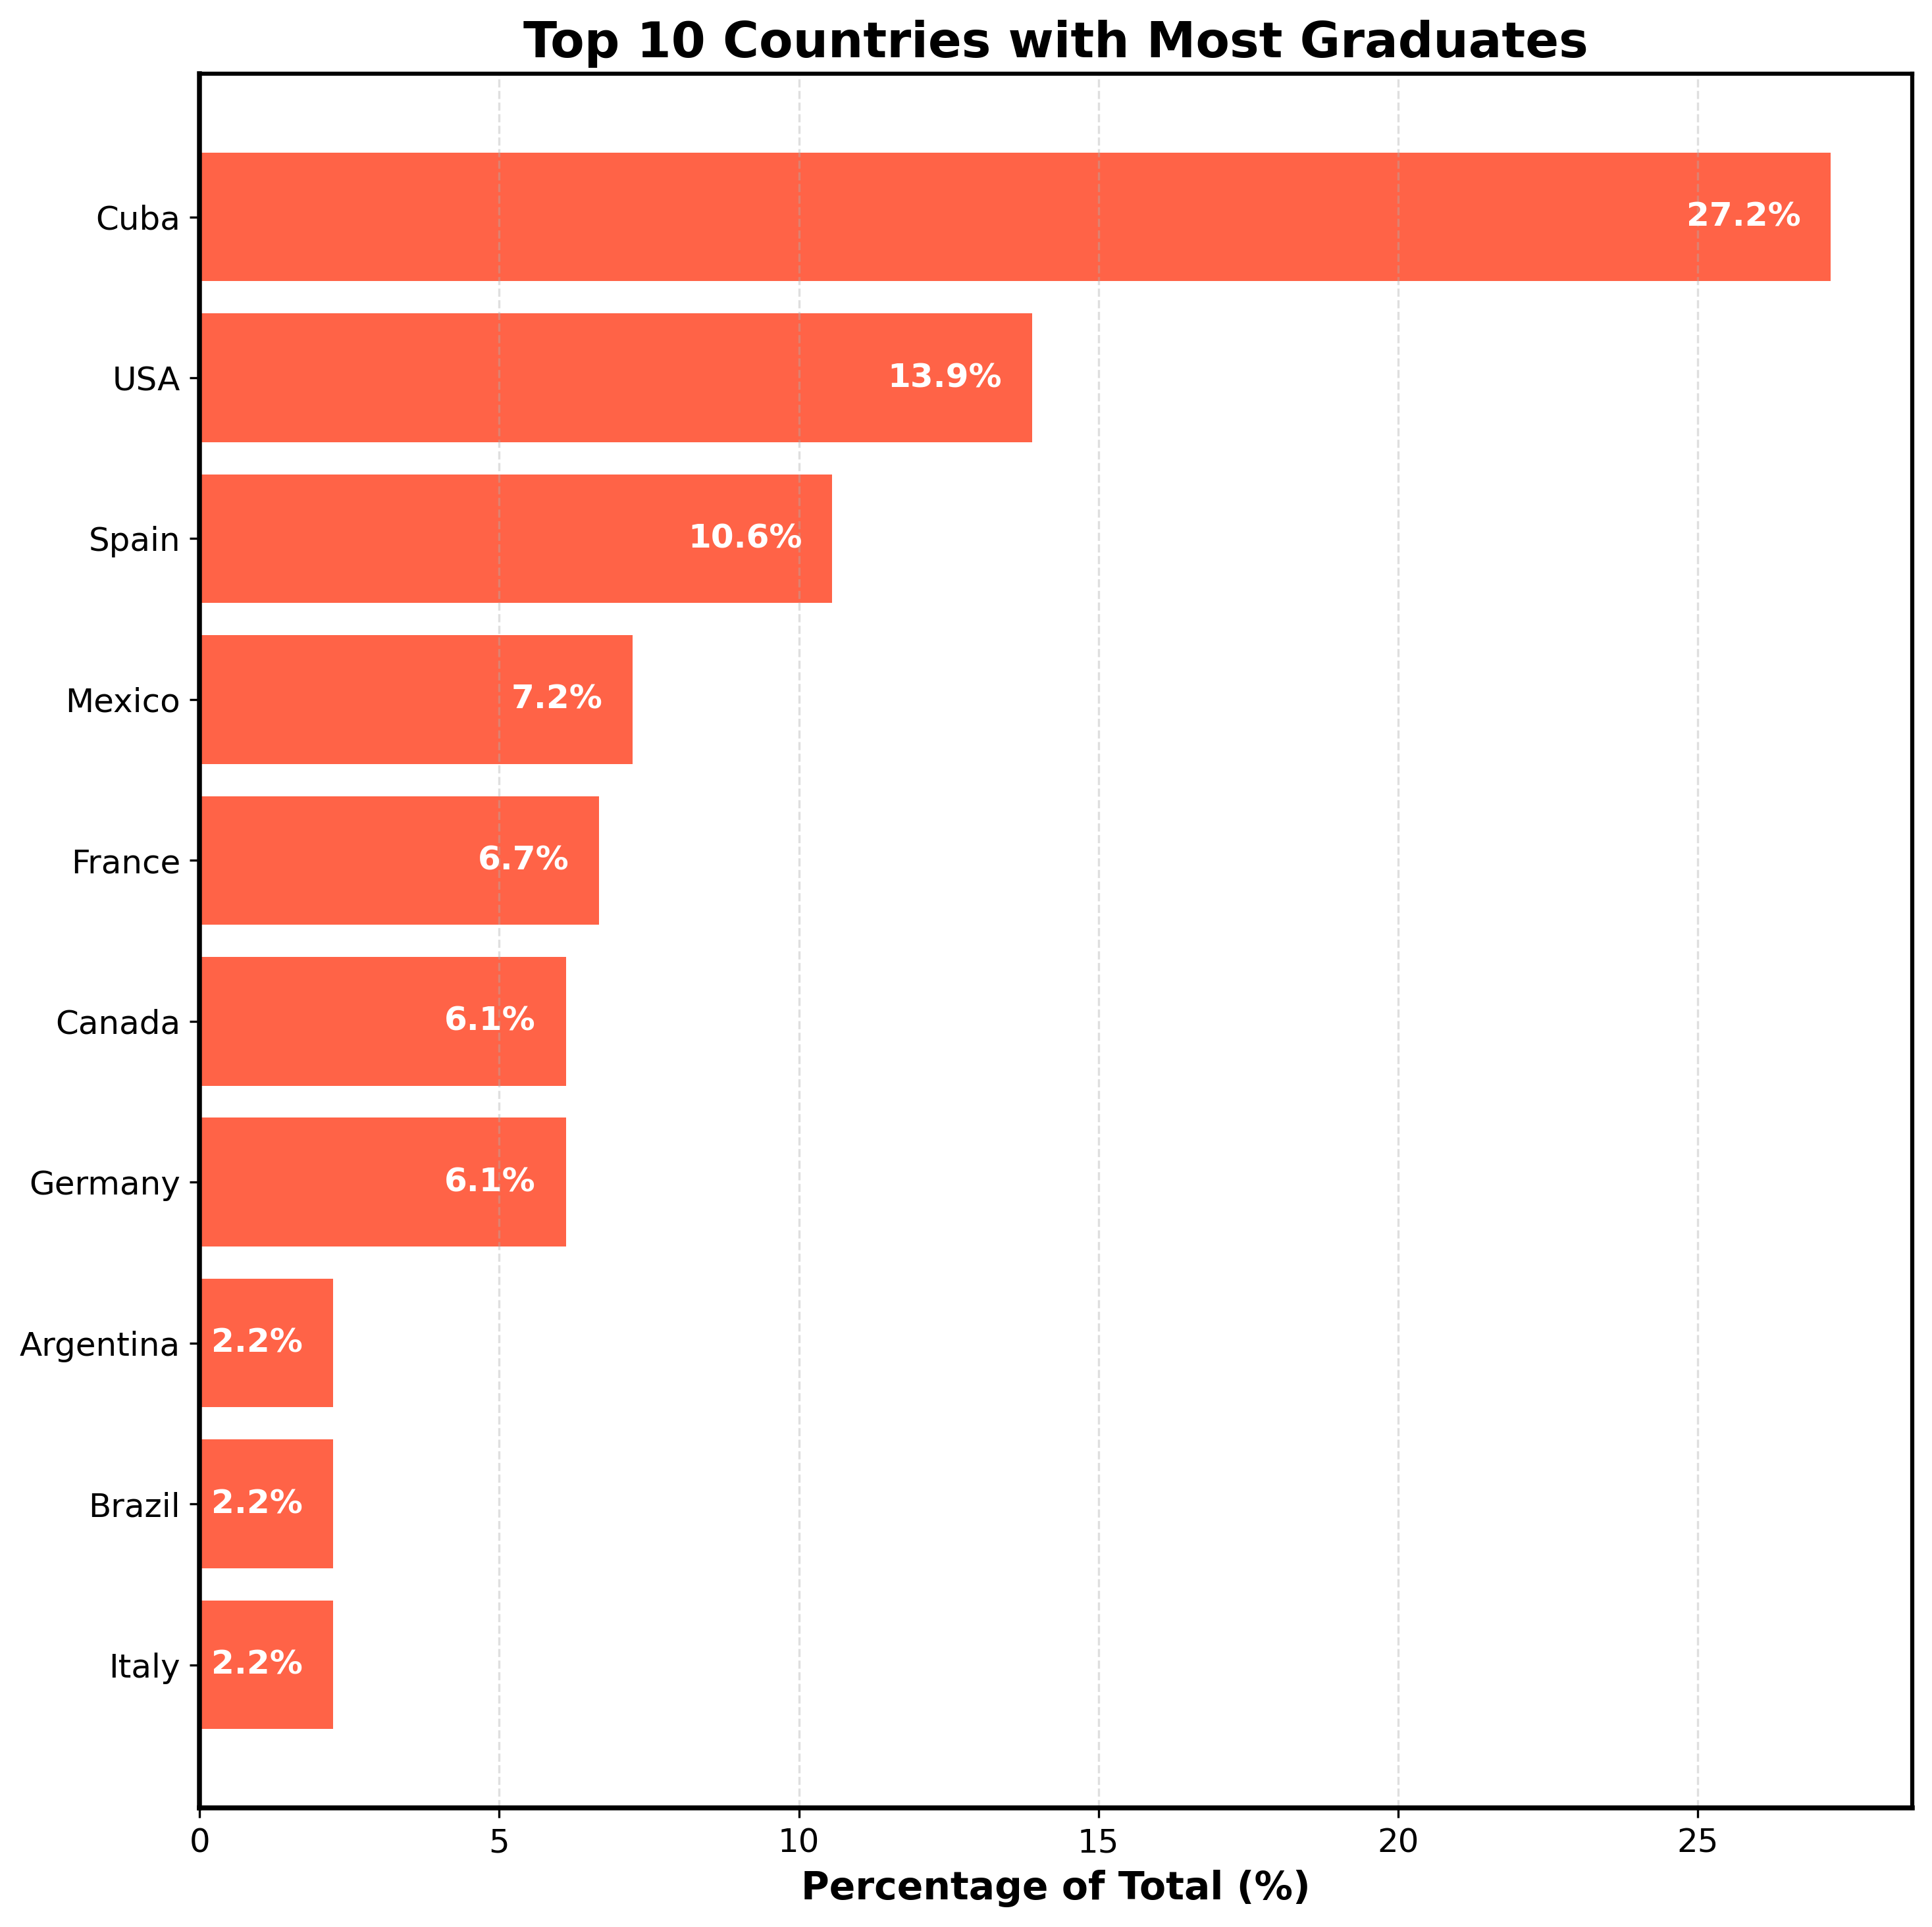 Top 10 Countries with Most Graduates
Cuba 27.2%
USA 13.9%
Spain 10.6%
Mexico 7.2%
France 6.7%
Canada 6.1%
Germany 6.1%
Argentina 2.2%
Brazil 2.2%
Italy 2.2%
0 5 10 15 20 25
Percentage of Total (%)